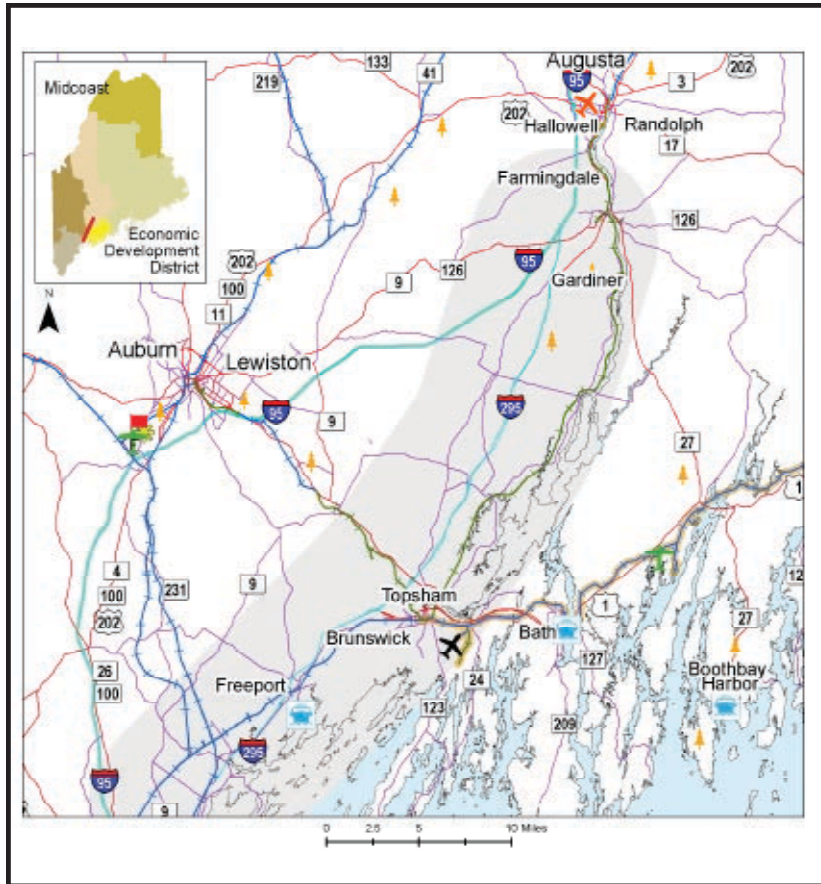 Midcoast
Economic
Development
District
N
219
133
41
Augusta
95
202
3
202
Hallowell
Randolph
17
Farmingdale
126
202
100
9
126
95
Gardiner
11
Auburn
Lewiston
95
9
295
27
1
4
100
202
231
9
Topsham
1
Brunswick
Bath
27
26
100
Freeport
24
127
Boothbay
Harbor
123
209
295
95
9
0
2.5
5
10 Miles